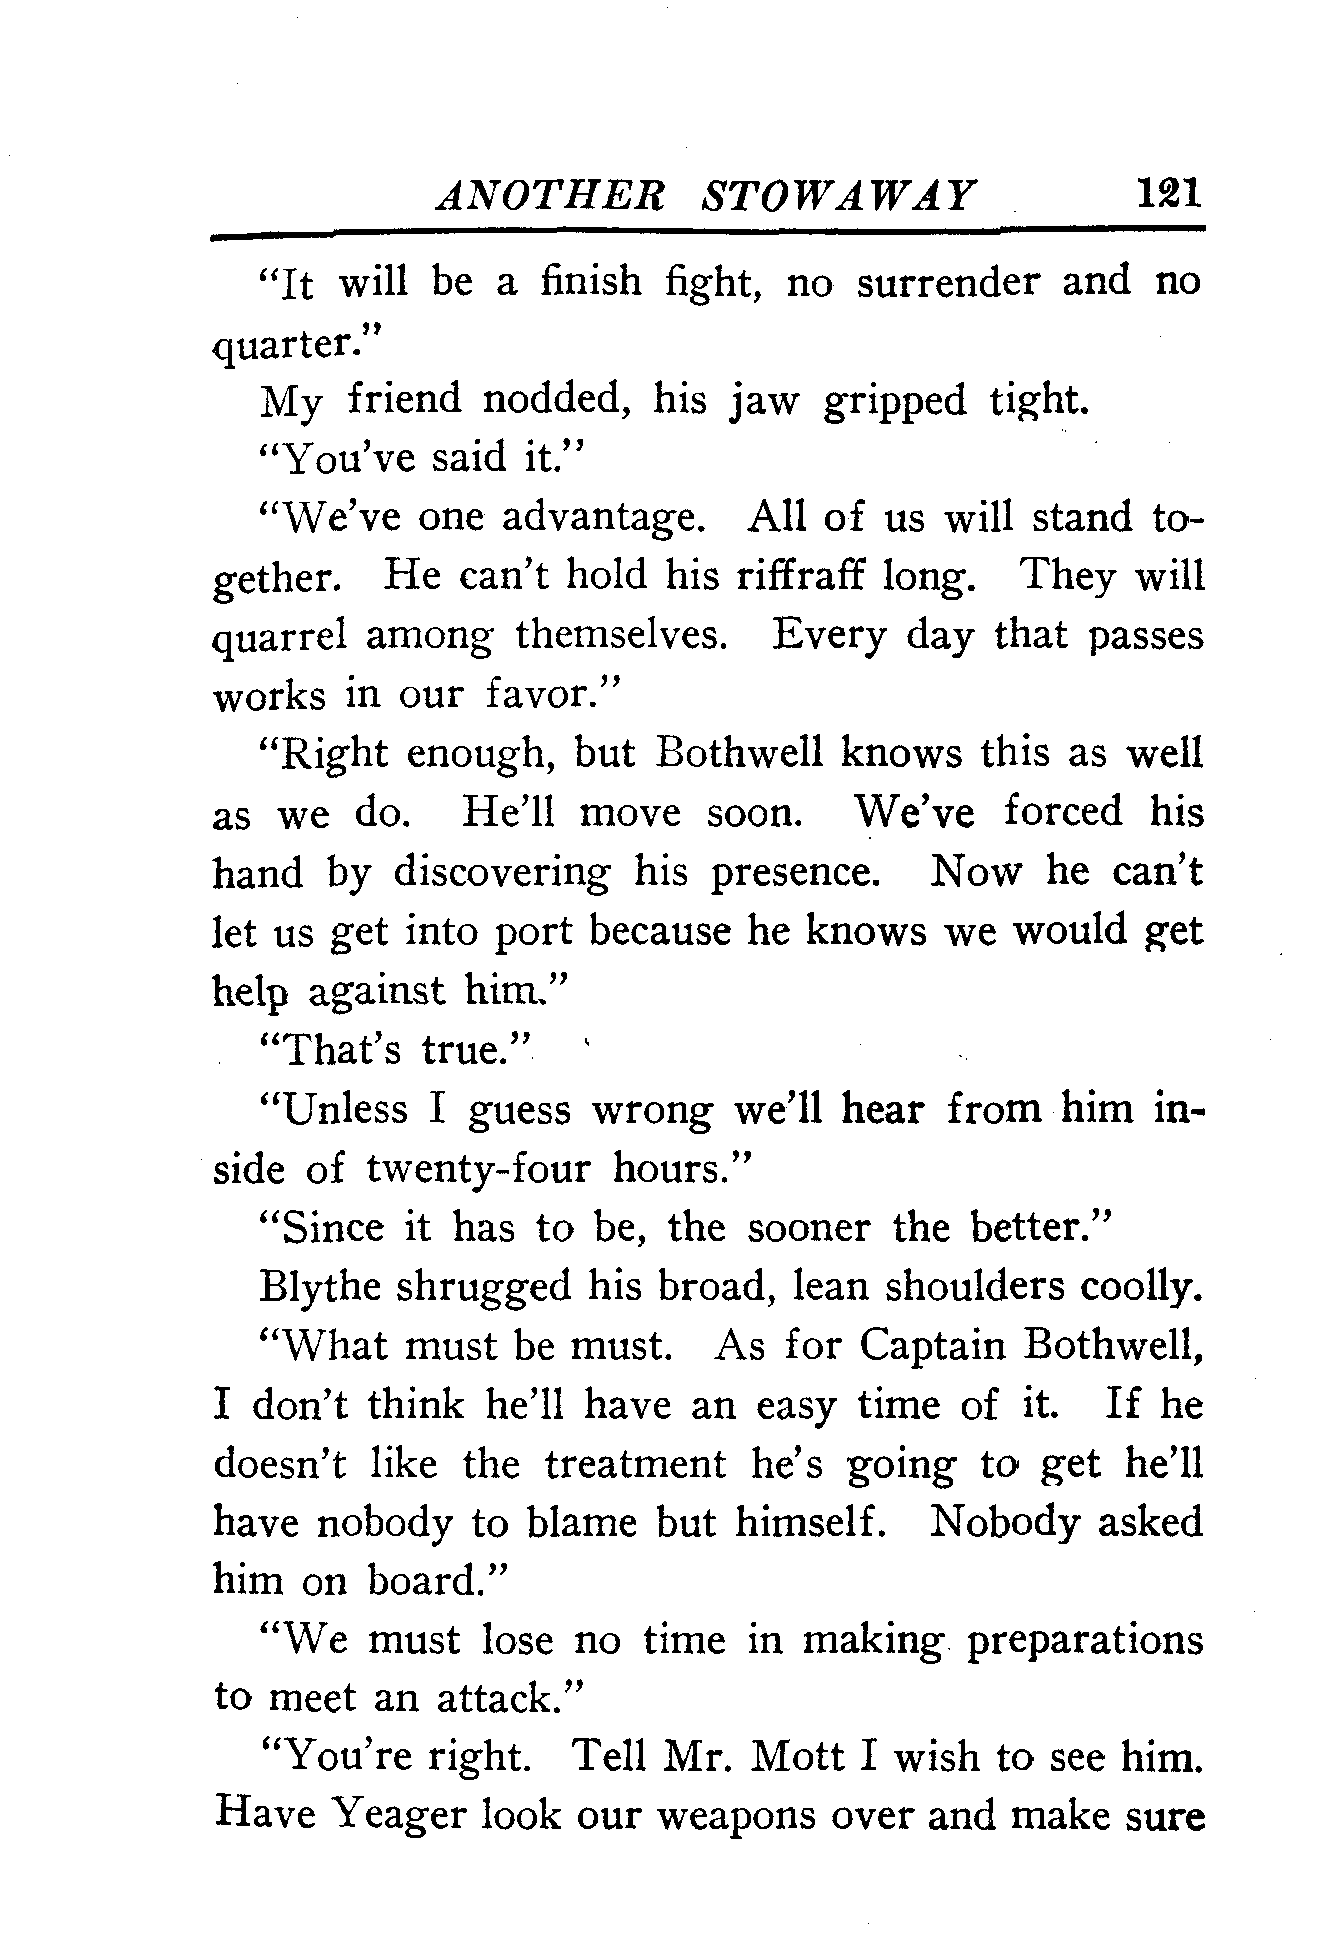 ANOTHER STOWAWAY 121
“It will be a finish fight, no surrender and no
quarter.”
My friend nodded, his jaw gripped tight.
“You’ve said it.”
“We’ve one advantage. All of us will stand to-
gether. He can’t hold his riffraff long. They will
quarrel among themselves. Every day that passes
works in our favor.”
“Right enough, but Bothwell knows this as well
as we do. He’ll move soon. We’ve forced his
hand by discovering his presence. Now he can’t
let us get into port because he knows we would get
help against him.”
“That’s true.”
“Unless I guess wrong we’ll hear from him in-
side of twenty-four hours.”
“Since it has to be, the sooner the better.”
Blythe shrugged his broad, lean shoulders coolly.
“What must be must. As for Captain Bothwell,
I don’t think he’ll have an easy time of it. If he
doesn’t like the treatment he’s going to get he’ll
have nobody to blame but himself. Nobody asked
him on board.”
“We must lose no time in making preparations
to meet an attack.”
“You’re right. Tell Mr. Mott I wish to see him.
Have Yeager look our weapons over and make sure